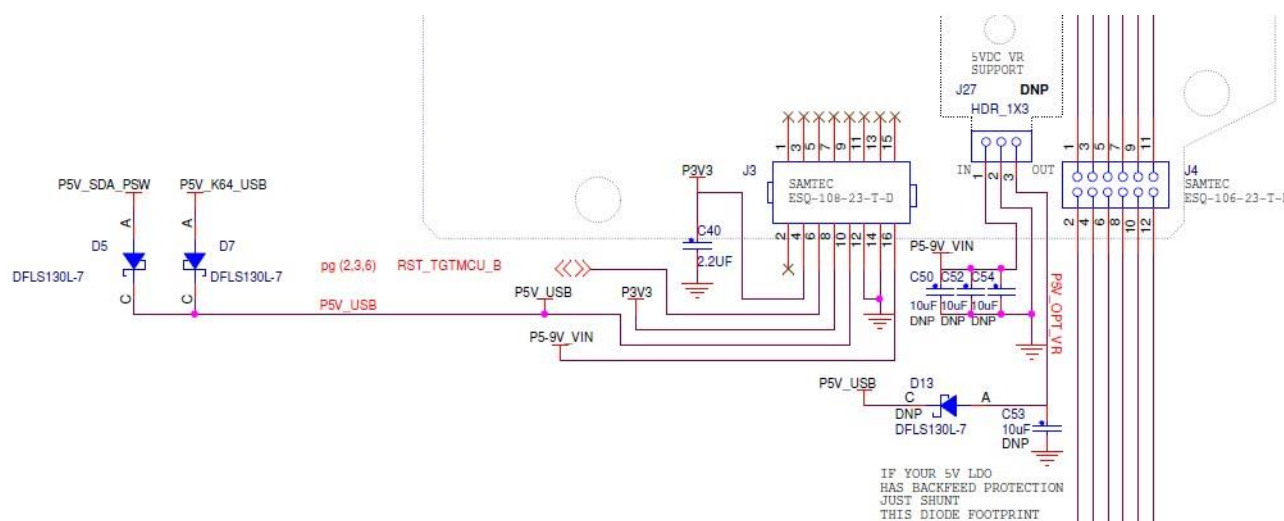 5VDC VR
SUPPORT
J27
DNP
HDR_1X3
1
3
5
7
9
11
13
15
1
3
5
7
9
11
J3
SAMTEC
ESQ-108-23-T-D
P3V3
IN
OUT
1
2
3
J4
SAMTEC
ESQ-106-23-T-
2
4
6
8
10
12
14
16
2
4
6
8
10
12
P5V_SDA_PSW
P5V_K64_USB
A
A
D5
D7
DFLS130L-7
DFLS130L-7
C
C
C40
2.2UF
pg (2,3,6)
RST_TGTMCU_B
P5V_USB
P5V_USB
P3V3
P5-9V_VIN
P5-9V_VIN
C50
C52
C54
10uF
10uF
10uF
DNP
DNP
DNP
P5V_OPT_VR
P5V_USB
D13
C
A
DNP
DFLS130L-7
C53
10uF
DNP
IF YOUR 5V LDO
HAS BACKFEED PROTECTION
JUST SHUNT
THIS DIODE FOOTPRINT